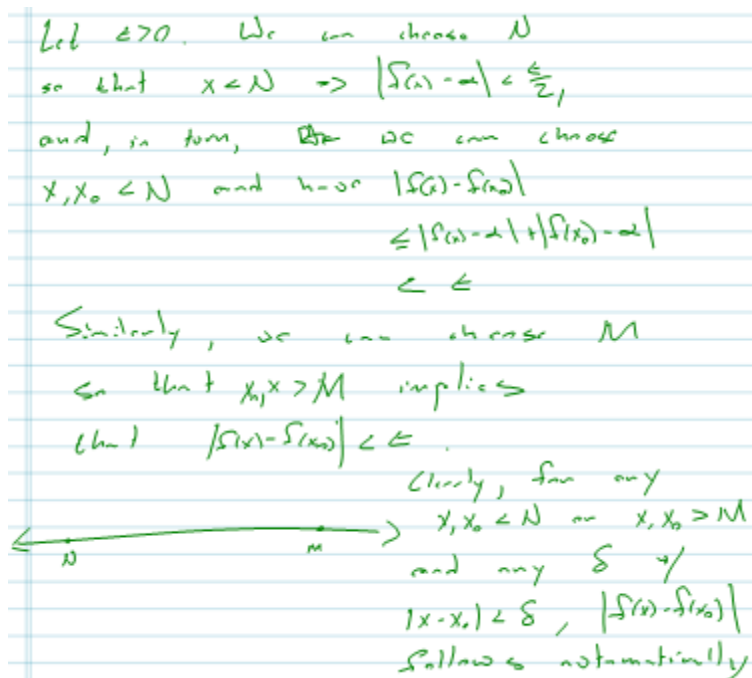 Let ε>0. We can choose N
so that x<N => |f(x)-α| < ε/2,
and, in turn, we can choose
x,x₀ < N and have |f(x)-f(x₀)|
≤ |f(x)-α|+|f(x₀)-α|
< ε
Similarly, we can choose M
so that x₀,x > M implies
that |f(x)-f(x₀)| < ε.
Clearly, for any
x,x₀ < N or x,x₀ > M
N M
and any δ w/
|x-x₀| < δ, |f(x)-f(x₀)|
follows automatically